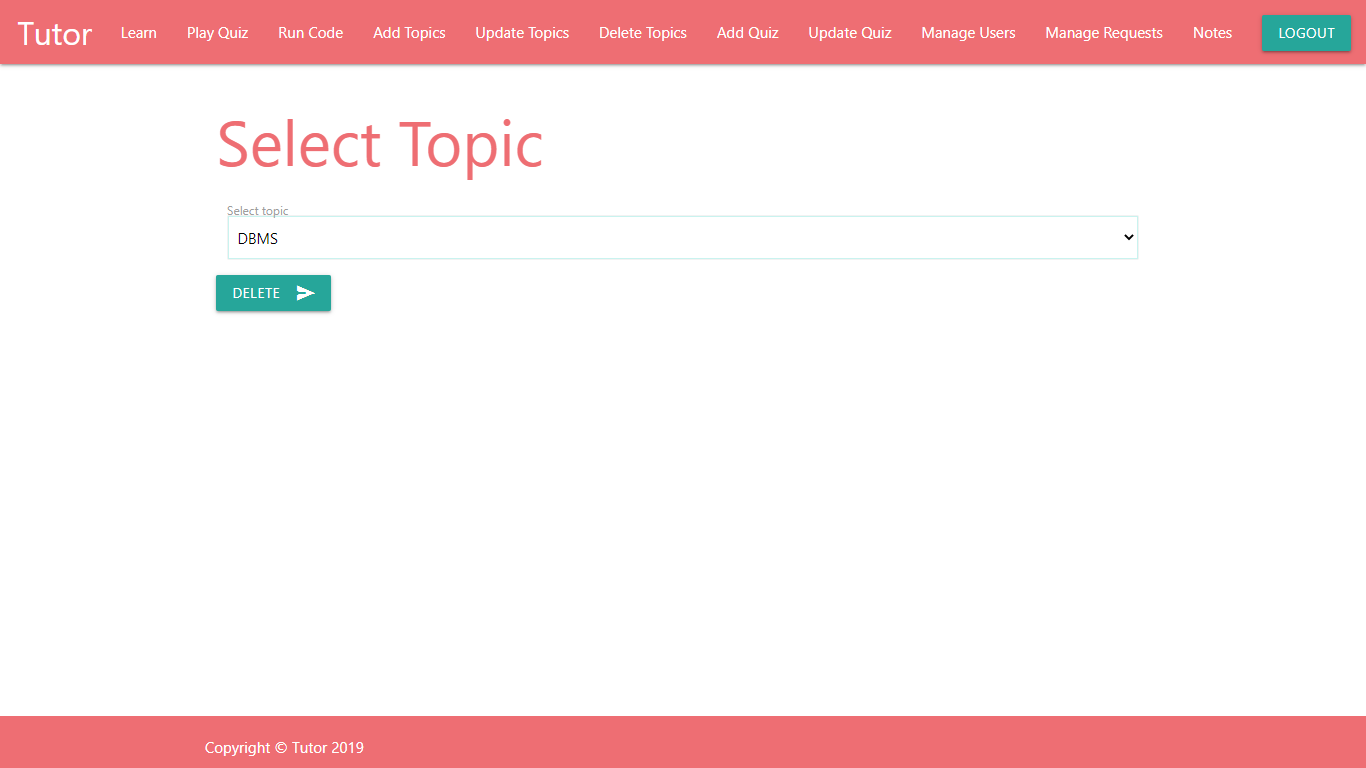 Tutor Learn Play Quiz Run Code Add Topics Update Topics Delete Topics Add Quiz Update Quiz Manage Users Manage Requests Notes LOGOUT
Select Topic
Select topic
DBMS
DELETE
Copyright © Tutor 2019